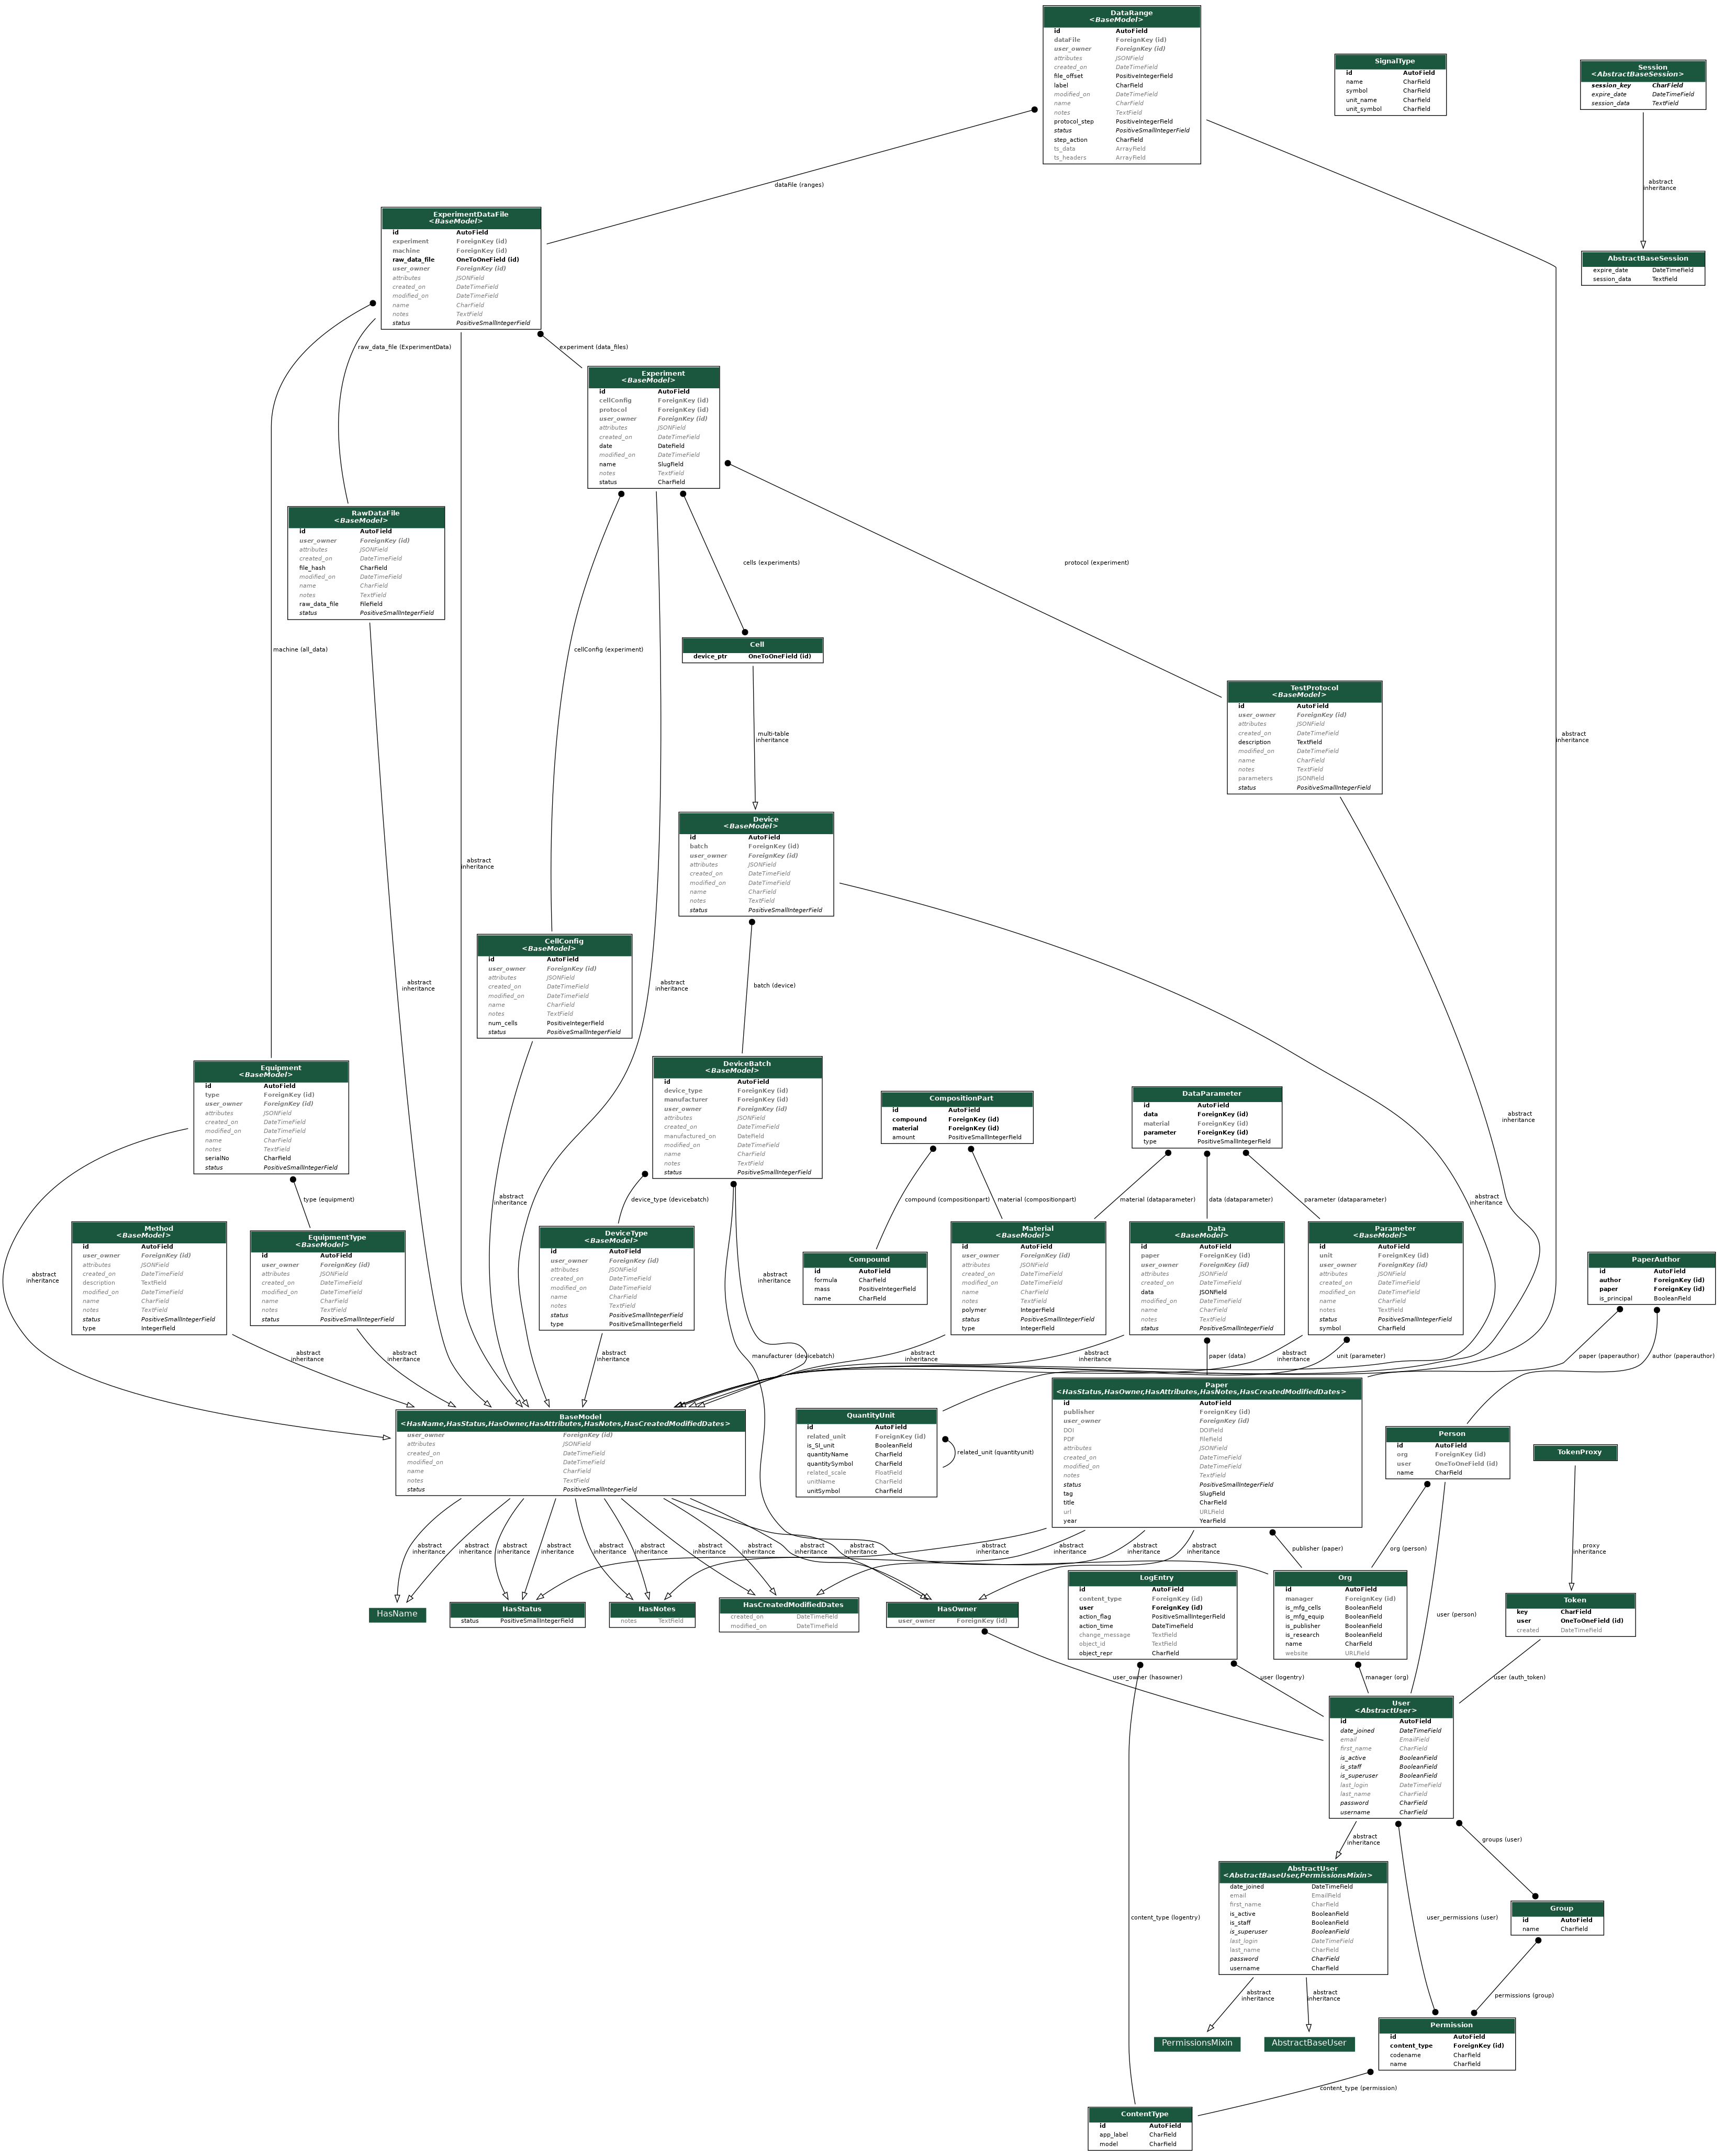 DataRange
<BaseModel>
id AutoField
dataFile ForeignKey (id)
user_owner ForeignKey (id)
attributes JSONField
created_on DateTimeField
file_offset PositiveIntegerField
label CharField
modified_on DateTimeField
name CharField
notes TextField
protocol_step PositiveIntegerField
status PositiveSmallIntegerField
step_action CharField
ts_data ArrayField
ts_headers ArrayField
SignalType
id AutoField
name CharField
symbol CharField
unit_name CharField
unit_symbol CharField
Session
<AbstractBaseSession>
session_key CharField
expire_date DateTimeField
session_data TextField
abstract
inheritance
dataFile (ranges)
ExperimentDataFile
<BaseModel>
id AutoField
experiment ForeignKey (id)
machine ForeignKey (id)
raw_data_file OneToOneField (id)
user_owner ForeignKey (id)
attributes JSONField
created_on DateTimeField
modified_on DateTimeField
name CharField
notes TextField
status PositiveSmallIntegerField
AbstractBaseSession
expire_date DateTimeField
session_data TextField
raw_data_file (ExperimentData)
experiment (data_files)
Experiment
<BaseModel>
id AutoField
cellConfig ForeignKey (id)
protocol ForeignKey (id)
user_owner ForeignKey (id)
attributes JSONField
created_on DateTimeField
date DateField
modified_on DateTimeField
name SlugField
notes TextField
status CharField
RawDataFile
<BaseModel>
id AutoField
user_owner ForeignKey (id)
attributes JSONField
created_on DateTimeField
file_hash CharField
modified_on DateTimeField
name CharField
notes TextField
raw_data_file FileField
status PositiveSmallIntegerField
cells (experiments)
protocol (experiment)
machine (all_data)
cellConfig (experiment)
Cell
device_ptr OneToOneField (id)
TestProtocol
<BaseModel>
id AutoField
user_owner ForeignKey (id)
attributes JSONField
created_on DateTimeField
description TextField
modified_on DateTimeField
name CharField
notes TextField
parameters JSONField
status PositiveSmallIntegerField
multi-table
inheritance
abstract
inheritance
Device
<BaseModel>
id AutoField
batch ForeignKey (id)
user_owner ForeignKey (id)
attributes JSONField
created_on DateTimeField
modified_on DateTimeField
name CharField
notes TextField
status PositiveSmallIntegerField
abstract
inheritance
CellConfig
<BaseModel>
id AutoField
user_owner ForeignKey (id)
attributes JSONField
created_on DateTimeField
modified_on DateTimeField
name CharField
notes TextField
num_cells PositiveIntegerField
status PositiveSmallIntegerField
abstract
inheritance
abstract
inheritance
batch (device)
Equipment
<BaseModel>
id AutoField
type ForeignKey (id)
user_owner ForeignKey (id)
attributes JSONField
created_on DateTimeField
modified_on DateTimeField
name CharField
notes TextField
serialNo CharField
status PositiveSmallIntegerField
DeviceBatch
<BaseModel>
id AutoField
device_type ForeignKey (id)
manufacturer ForeignKey (id)
user_owner ForeignKey (id)
attributes JSONField
created_on DateTimeField
manufactured_on DateField
modified_on DateTimeField
name CharField
notes TextField
status PositiveSmallIntegerField
CompositionPart
id AutoField
compound ForeignKey (id)
material ForeignKey (id)
amount PositiveSmallIntegerField
DataParameter
id AutoField
data ForeignKey (id)
material ForeignKey (id)
parameter ForeignKey (id)
type PositiveSmallIntegerField
abstract
inheritance
type (equipment)
abstract
inheritance
device_type (devicebatch)
compound (compositionpart)
material (compositionpart)
material (dataparameter)
data (dataparameter)
parameter (dataparameter)
abstract
inheritance
Method
<BaseModel>
id AutoField
user_owner ForeignKey (id)
attributes JSONField
created_on DateTimeField
description TextField
modified_on DateTimeField
name CharField
notes TextField
status PositiveSmallIntegerField
type IntegerField
EquipmentType
<BaseModel>
id AutoField
user_owner ForeignKey (id)
attributes JSONField
created_on DateTimeField
modified_on DateTimeField
name CharField
notes TextField
status PositiveSmallIntegerField
DeviceType
<BaseModel>
id AutoField
user_owner ForeignKey (id)
attributes JSONField
created_on DateTimeField
modified_on DateTimeField
name CharField
notes TextField
status PositiveSmallIntegerField
type PositiveSmallIntegerField
Compound
id AutoField
formula CharField
mass PositiveIntegerField
name CharField
Material
<BaseModel>
id AutoField
user_owner ForeignKey (id)
attributes JSONField
created_on DateTimeField
modified_on DateTimeField
name CharField
notes TextField
polymer IntegerField
status PositiveSmallIntegerField
type IntegerField
Data
<BaseModel>
id AutoField
paper ForeignKey (id)
user_owner ForeignKey (id)
attributes JSONField
created_on DateTimeField
data JSONField
modified_on DateTimeField
name CharField
notes TextField
status PositiveSmallIntegerField
Parameter
<BaseModel>
id AutoField
unit ForeignKey (id)
user_owner ForeignKey (id)
attributes JSONField
created_on DateTimeField
modified_on DateTimeField
name CharField
notes TextField
status PositiveSmallIntegerField
symbol CharField
PaperAuthor
id AutoField
author ForeignKey (id)
paper ForeignKey (id)
is_principal BooleanField
abstract
inheritance
abstract
inheritance
abstract
inheritance
abstract
inheritance
abstract
inheritance
manufacturer (devicebatch)
abstract
inheritance
abstract
inheritance
paper (data)
abstract
inheritance
unit (parameter)
paper (paperauthor)
author (paperauthor)
BaseModel
<HasName,HasStatus,HasOwner,HasAttributes,HasNotes,HasCreatedModifiedDates>
user_owner ForeignKey (id)
attributes JSONField
created_on DateTimeField
modified_on DateTimeField
name CharField
notes TextField
status PositiveSmallIntegerField
QuantityUnit
id AutoField
related_unit ForeignKey (id)
is_SI_unit BooleanField
quantityName CharField
quantitySymbol CharField
related_scale FloatField
unitName CharField
unitSymbol CharField
related_unit (quantityunit)
Paper
<HasStatus,HasOwner,HasAttributes,HasNotes,HasCreatedModifiedDates>
id AutoField
publisher ForeignKey (id)
user_owner ForeignKey (id)
DOI DOIField
PDF FileField
attributes JSONField
created_on DateTimeField
modified_on DateTimeField
notes TextField
status PositiveSmallIntegerField
tag SlugField
title CharField
url URLField
year YearField
Person
id AutoField
org ForeignKey (id)
user OneToOneField (id)
name CharField
TokenProxy
abstract
inheritance
abstract
inheritance
abstract
inheritance
abstract
inheritance
abstract
inheritance
abstract
inheritance
abstract
inheritance
abstract
inheritance
abstract
inheritance
abstract
inheritance
abstract
inheritance
abstract
inheritance
abstract
inheritance
abstract
inheritance
publisher (paper)
org (person)
proxy
inheritance
HasName
HasStatus
status PositiveSmallIntegerField
HasNotes
notes TextField
HasCreatedModifiedDates
created_on DateTimeField
modified_on DateTimeField
HasOwner
user_owner ForeignKey (id)
LogEntry
id AutoField
content_type ForeignKey (id)
user ForeignKey (id)
action_flag PositiveSmallIntegerField
action_time DateTimeField
change_message TextField
object_id TextField
object_repr CharField
Org
id AutoField
manager ForeignKey (id)
is_mfg_cells BooleanField
is_mfg_equip BooleanField
is_publisher BooleanField
is_research BooleanField
name CharField
website URLField
user (person)
Token
key CharField
user OneToOneField (id)
created DateTimeField
user_owner (hasowner)
user (logentry)
manager (org)
user (auth_token)
User
<AbstractUser>
id AutoField
date_joined DateTimeField
email EmailField
first_name CharField
is_active BooleanField
is_staff BooleanField
is_superuser BooleanField
last_login DateTimeField
last_name CharField
password CharField
username CharField
abstract
inheritance
groups (user)
AbstractUser
<AbstractBaseUser,PermissionsMixin>
date_joined DateTimeField
email EmailField
first_name CharField
is_active BooleanField
is_staff BooleanField
is_superuser BooleanField
last_login DateTimeField
last_name CharField
password CharField
username CharField
content_type (logentry)
user_permissions (user)
Group
id AutoField
name CharField
abstract
inheritance
abstract
inheritance
permissions (group)
PermissionsMixin
AbstractBaseUser
Permission
id AutoField
content_type ForeignKey (id)
codename CharField
name CharField
content_type (permission)
ContentType
id AutoField
app_label CharField
model CharField